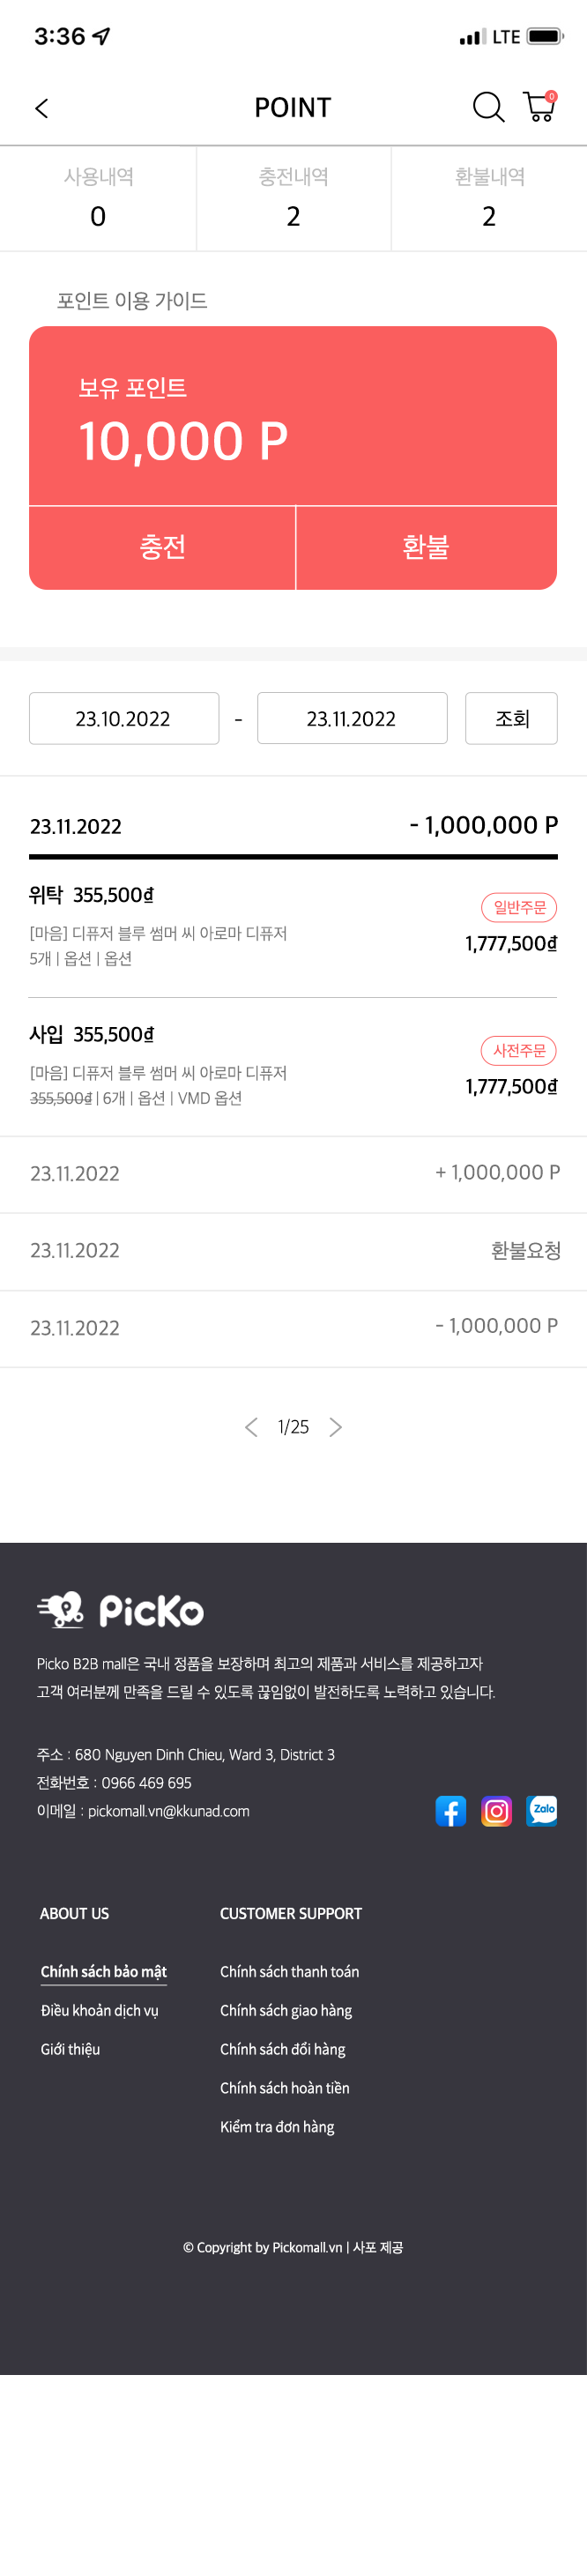 3:36
LTE
POINT
0
사용내역
충전내역
환불내역
0
2
2
포인트 이용 가이드
보유 포인트
10,000 P
충전
환불
23.10.2022
-
23.11.2022
조회
23.11.2022
- 1,000,000 P
위탁 355,500₫
일반주문
[마음] 디퓨저 블루 썸머 씨 아로마 디퓨저
1,777,500₫
5개 | 옵션 | 옵션
사입 355,500₫
사전주문
[마음] 디퓨저 블루 썸머 씨 아로마 디퓨저
1,777,500₫
355,500₫ | 6개 | 옵션 | VMD 옵션
23.11.2022
+ 1,000,000 P
23.11.2022
환불요청
23.11.2022
- 1,000,000 P
1/25
PicKo
Picko B2B mall은 국내 정품을 보장하며 최고의 제품과 서비스를 제공하고자
고객 여러분께 만족을 드릴 수 있도록 끊임없이 발전하도록 노력하고 있습니다.
주소 : 680 Nguyen Dinh Chieu, Ward 3, District 3
전화번호 : 0966 469 695
이메일 : pickomall.vn@kkunad.com
Zalo
ABOUT US
CUSTOMER SUPPORT
Chính sách bảo mật
Chính sách thanh toán
Điều khoản dịch vụ
Chính sách giao hàng
Giới thiệu
Chính sách đổi hàng
Chính sách hoàn tiền
Kiểm tra đơn hàng
© Copyright by Pickomall.vn | 사포 제공